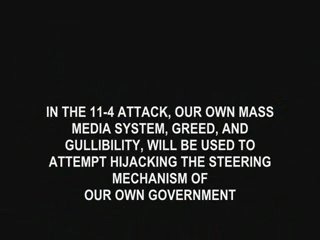 IN THE 11-4 ATTACK, OUR OWN MASS
MEDIA SYSTEM, GREED, AND
GULLIBILITY, WILL BE USED TO
ATTEMPT HIJACKING THE STEERING
MECHANISM OF
OUR OWN GOVERNMENT